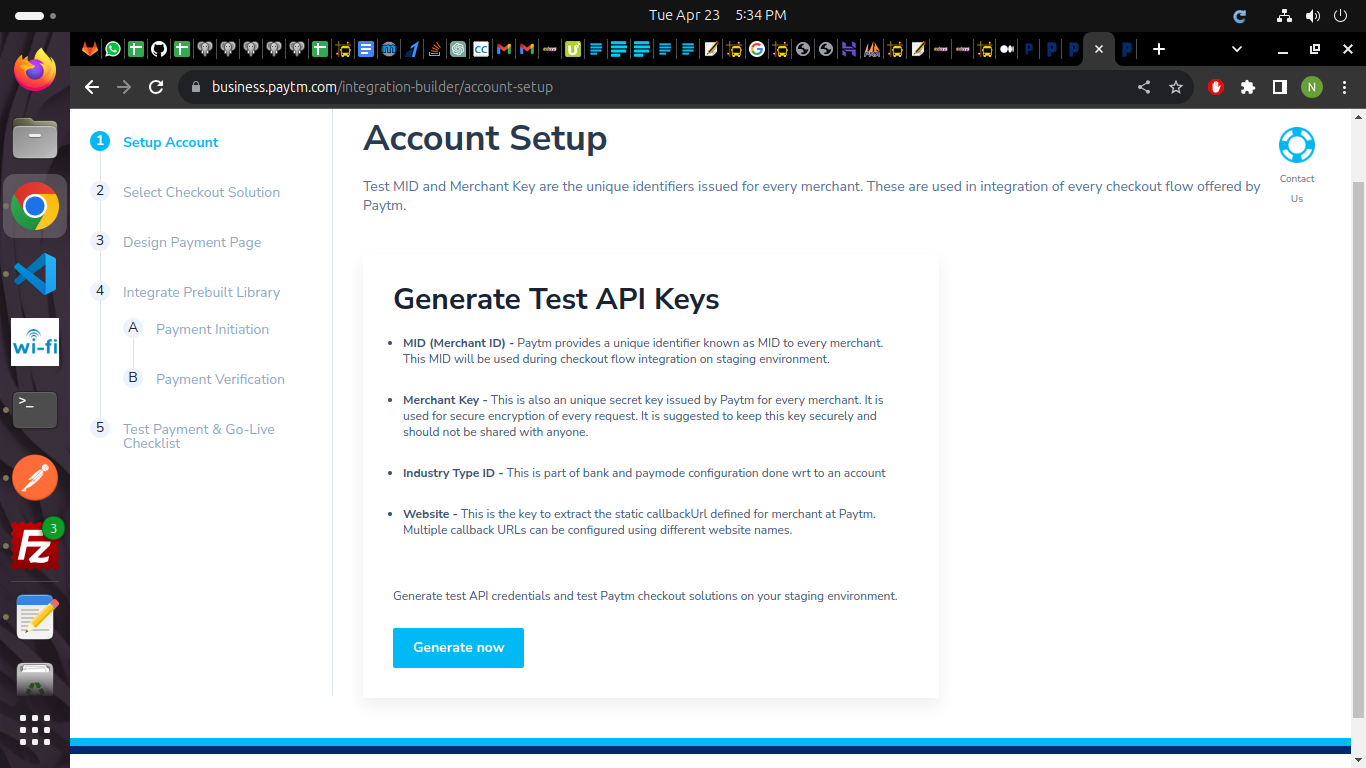 Tue Apr 23 5:34 PM
business.paytm.com/integration-builder/account-setup
N
1 Setup Account
2 Select Checkout Solution
3 Design Payment Page
4 Integrate Prebuilt Library
A Payment Initiation
B Payment Verification
5 Test Payment & Go-Live
Checklist
Account Setup
Test MID and Merchant Key are the unique identifiers issued for every merchant. These are used in integration of every checkout flow offered by
Paytm.
Contact
Us
Generate Test API Keys
• MID (Merchant ID) - Paytm provides a unique identifier known as MID to every merchant.
This MID will be used during checkout flow integration on staging environment.
• Merchant Key - This is also an unique secret key issued by Paytm for every merchant. It is
used for secure encryption of every request. It is suggested to keep this key securely and
should not be shared with anyone.
• Industry Type ID - This is part of bank and paymode configuration done wrt to an account
• Website - This is the key to extract the static callbackUrl defined for merchant at Paytm.
Multiple callback URLs can be configured using different website names.
Generate test API credentials and test Paytm checkout solutions on your staging environment.
Generate now
wi-fi
>_
3
Fz